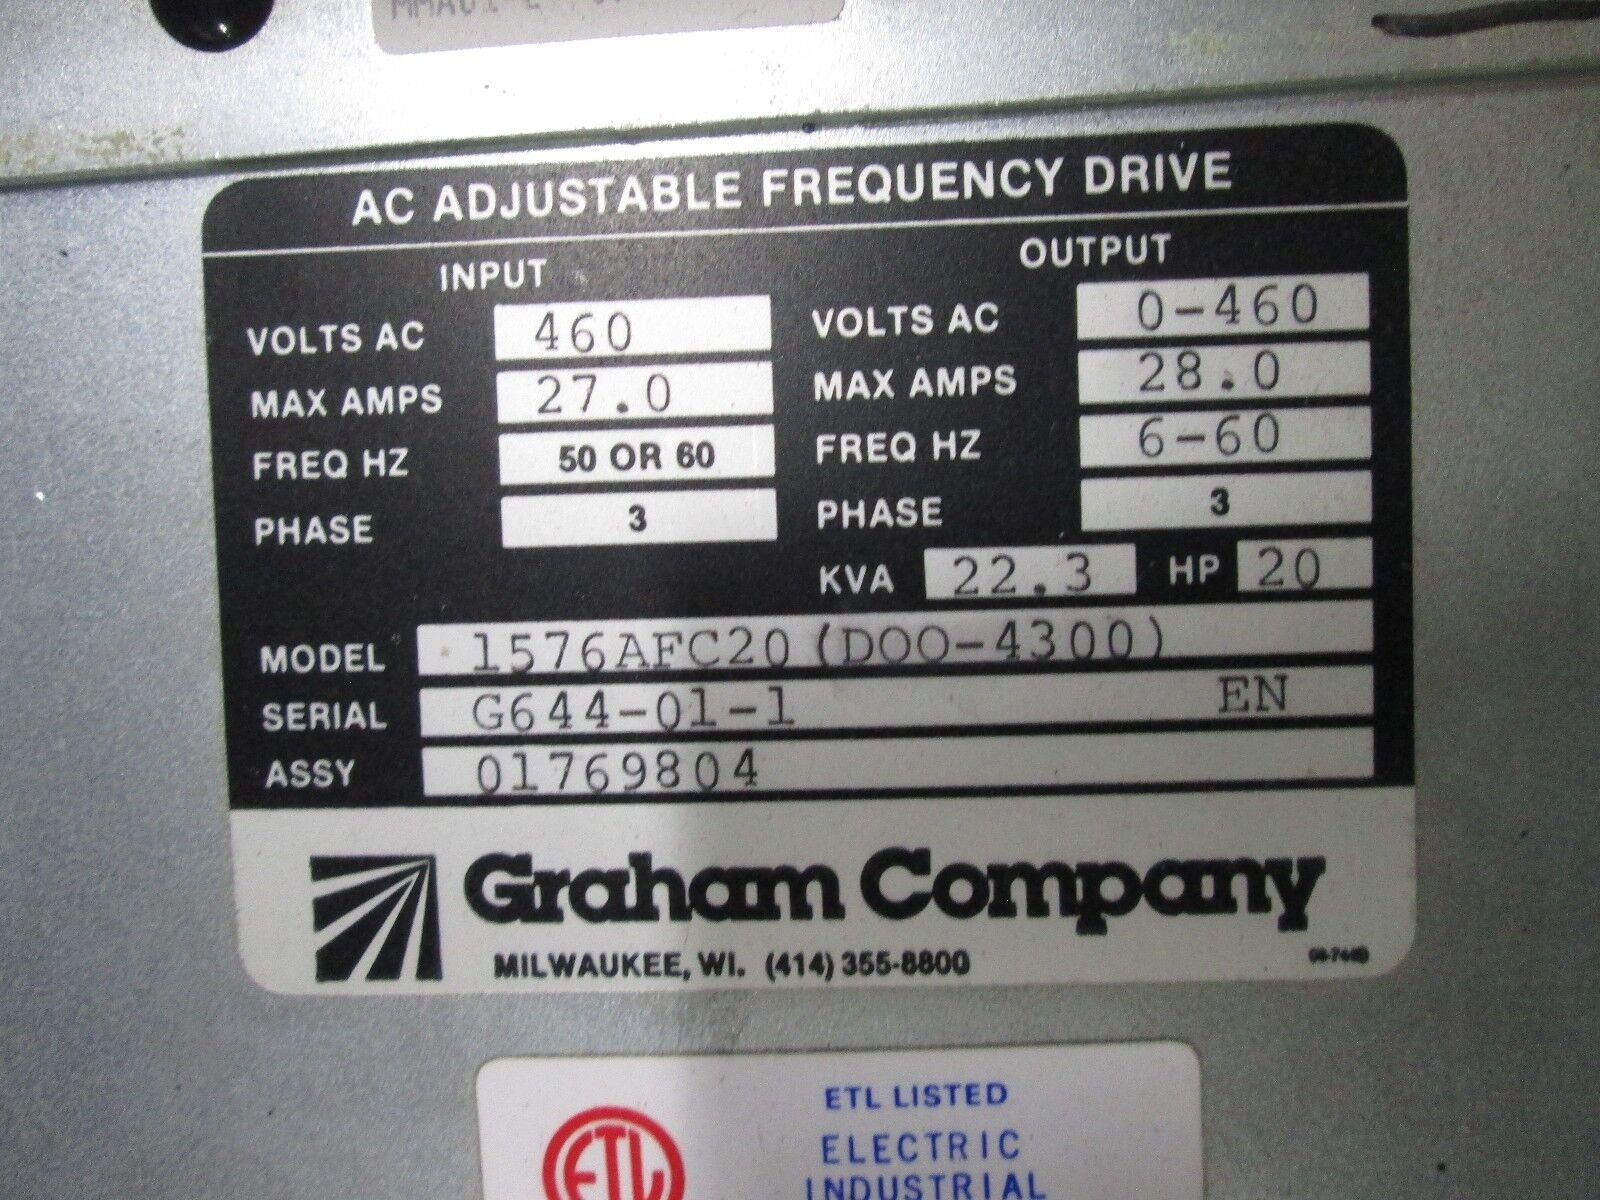 AC ADJUSTABLE FREQUENCY DRIVE
INPUT
VOLTS AC 460
MAX AMPS 27.0
FREQ HZ 50 OR 60
PHASE 3
OUTPUT
VOLTS AC 0-460
MAX AMPS 28.0
FREQ HZ 6-60
PHASE 3
KVA 22.3 HP 20
MODEL 1576AFC20 (DOO-4300)
SERIAL G644-01-1 EN
ASSY 01769804
Graham Company
MILWAUKEE, WI. (414) 355-8800
ETL LISTED
ETL
ELECTRIC
INDUSTRIAL